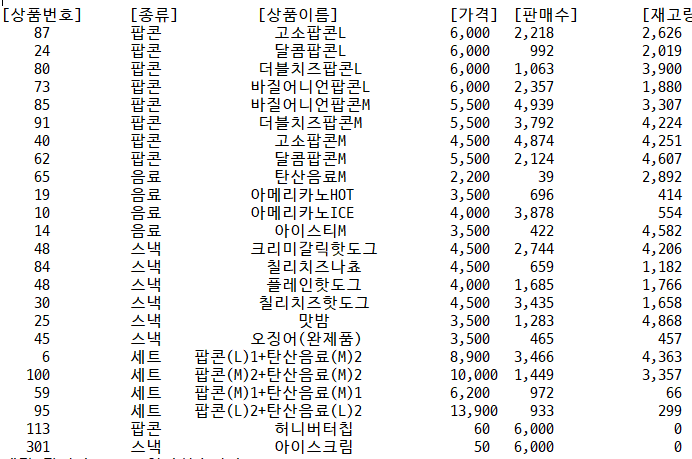 [상품번호] [종류] [상품이름] [가격] [판매수] [재고량
87 팝콘 고소팝콘L 6,000 2,218 2,626
24 팝콘 달콤팝콘L 6,000 992 2,019
80 팝콘 더블치즈팝콘L 6,000 1,063 3,900
73 팝콘 바질어니언팝콘L 6,000 2,357 1,880
85 팝콘 바질어니언팝콘M 5,500 4,939 3,307
91 팝콘 더블치즈팝콘M 5,500 3,792 4,224
40 팝콘 고소팝콘M 4,500 4,874 4,251
62 팝콘 달콤팝콘M 5,500 2,124 4,607
65 음료 탄산음료M 2,200 39 2,892
19 음료 아메리카노HOT 3,500 696 414
10 음료 아메리카노ICE 4,000 3,878 554
14 음료 아이스티M 3,500 422 4,582
48 스낵 크리미갈릭핫도그 4,500 2,744 4,206
84 스낵 칠리치즈나쵸 4,500 659 1,182
48 스낵 플레인핫도그 4,000 1,685 1,766
30 스낵 칠리치즈핫도그 4,500 3,435 1,658
25 스낵 맛밤 3,500 1,283 4,868
45 스낵 오징어(완제품) 3,500 465 457
6 세트 팝콘(L)1+탄산음료(M)2 8,900 3,466 4,363
100 세트 팝콘(M)2+탄산음료(M)2 10,000 1,449 3,357
59 세트 팝콘(M)1+탄산음료(M)1 6,200 972 66
95 세트 팝콘(L)2+탄산음료(L)2 13,900 933 299
113 팝콘 허니버터칩 60 6,000 0
301 스낵 아이스크림 50 6,000 0